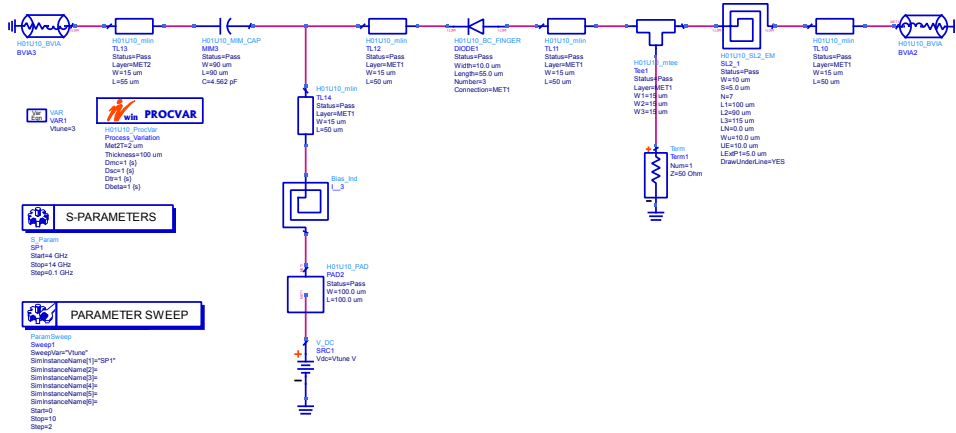 H01U10_BVIA
BVIA3
H01U10_mlin
TL13
Status=Pass
Layer=MET2
W=15 um
L=55 um
H01U10_MIM_CAP
MIM3
Status=Pass
W=90 um
L=90 um
C=4.562 pF
H01U10_mlin
TL12
Status=Pass
Layer=MET1
W=15 um
L=50 um
H01U10_BC_FINGER
DIODE1
Status=Pass
Width=10.0 um
Length=55.0 um
Number=3
Connection=MET1
H01U10_mlin
TL11
Status=Pass
Layer=MET1
W=15 um
L=50 um
H01U10_mtee
Tee1
Status=Pass
Layer=MET1
W1=15 um
W2=15 um
W3=15 um
H01U10_SL2_EM
SL2_1
Status=Pass
W=10 um
S=5.0 um
N=7
L1=100 um
L2=90 um
L3=115 um
LN=0.0 um
Wu=10.0 um
UE=10.0 um
LExtP1=5.0 um
DrawUnderLine=YES
H01U10_mlin
TL10
Status=Pass
Layer=MET1
W=15 um
L=50 um
H01U10_BVIA
BVIA2
Var
Eqn
VAR
VAR1
Vtune=3
win PROCVAR
H01U10_ProcVar
Process_Variation
Met2T=2 um
Thickness=100 um
Dmc=1 {s}
Dsc=1 {s}
Dtr=1 {s}
Dbeta=1 {s}
H01U10_mlin
TL14
Status=Pass
Layer=MET1
W=15 um
L=50 um
Term
Term1
Num=1
Z=50 Ohm
Bias_Ind
I__3
S-PARAMETERS
S_Param
SP1
Start=4 GHz
Stop=14 GHz
Step=0.1 GHz
H01U10_PAD
PAD2
Status=Pass
W=100.0 um
L=100.0 um
PARAMETER SWEEP
ParamSweep
Sweep1
SweepVar="Vtune"
SimInstanceName[1]="SP1"
SimInstanceName[2]=
SimInstanceName[3]=
SimInstanceName[4]=
SimInstanceName[5]=
SimInstanceName[6]=
Start=0
Stop=10
Step=2
V_DC
SRC1
Vdc=Vtune V